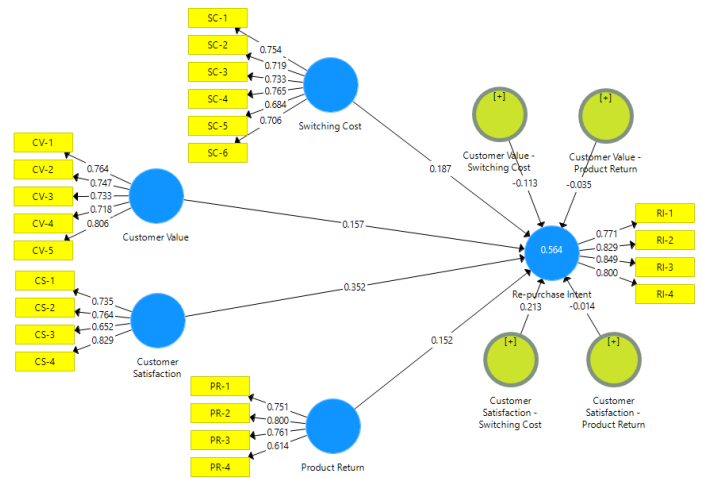 SC-1
SC-2
SC-3
SC-4
SC-5
SC-6
0.754
0.719
0.733
0.765
0.684
0.706
Switching Cost
[+]
Customer Value -
Switching Cost
-0.113
[+]
Customer Value -
Product Return
-0.035
CV-1
CV-2
CV-3
CV-4
CV-5
0.764
0.747
0.733
0.718
0.806
Customer Value
0.187
0.157
0.352
0.152
0.564
Re-purchase Intent
0.771
0.829
0.849
0.800
RI-1
RI-2
RI-3
RI-4
CS-1
CS-2
CS-3
CS-4
0.735
0.764
0.652
0.829
Customer
Satisfaction
0.213
[+]
Customer
Satisfaction -
Switching Cost
-0.014
[+]
Customer
Satisfaction -
Product Return
PR-1
PR-2
PR-3
PR-4
0.751
0.800
0.761
0.614
Product Return